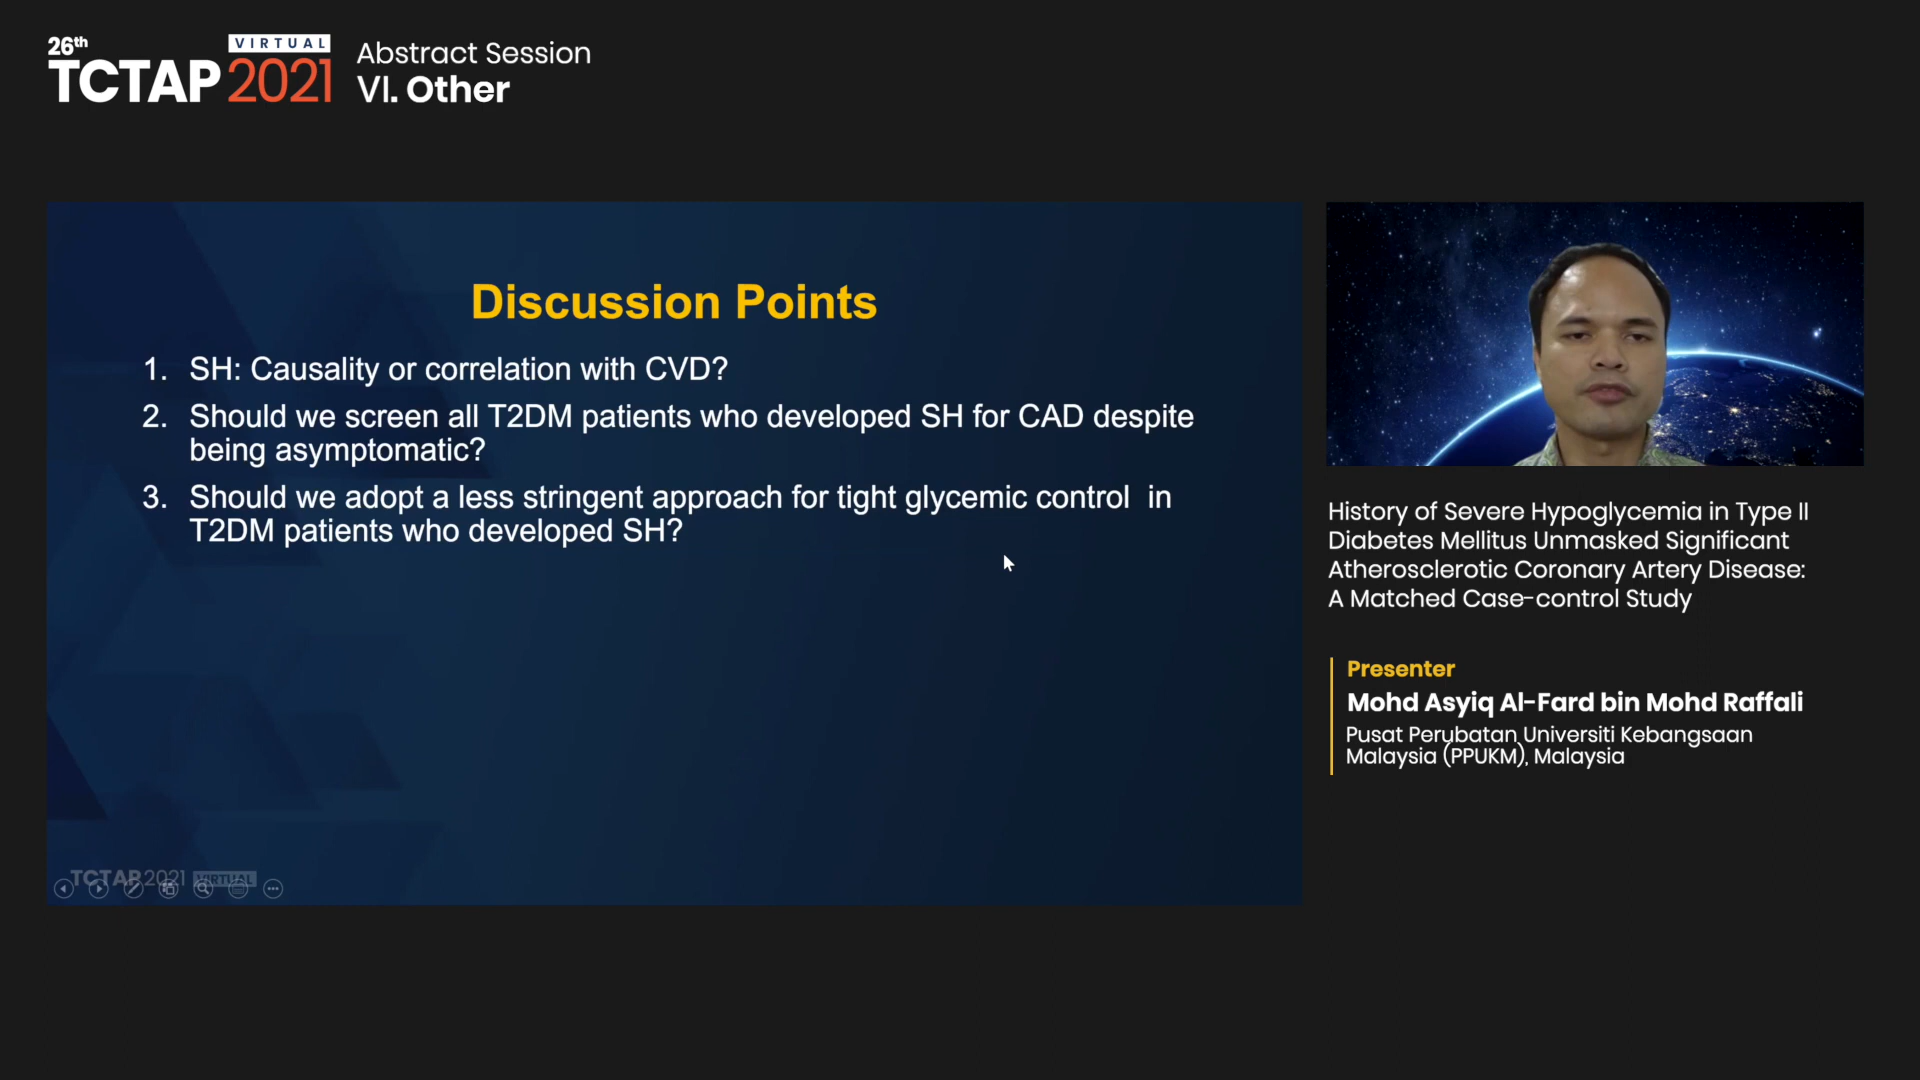 26th
VIRTUAL
TCTAP 2021
Abstract Session
VI. Other
Discussion Points
1. SH: Causality or correlation with CVD?
2. Should we screen all T2DM patients who developed SH for CAD despite
being asymptomatic?
3. Should we adopt a less stringent approach for tight glycemic control in
T2DM patients who developed SH?
TCTAP2021 VIRTUAL
History of Severe Hypoglycemia in Type II
Diabetes Mellitus Unmasked Significant
Atherosclerotic Coronary Artery Disease:
A Matched Case-control Study
Presenter
Mohd Asyiq Al-Fard bin Mohd Raffali
Pusat Perubatan Universiti Kebangsaan
Malaysia (PPUKM), Malaysia